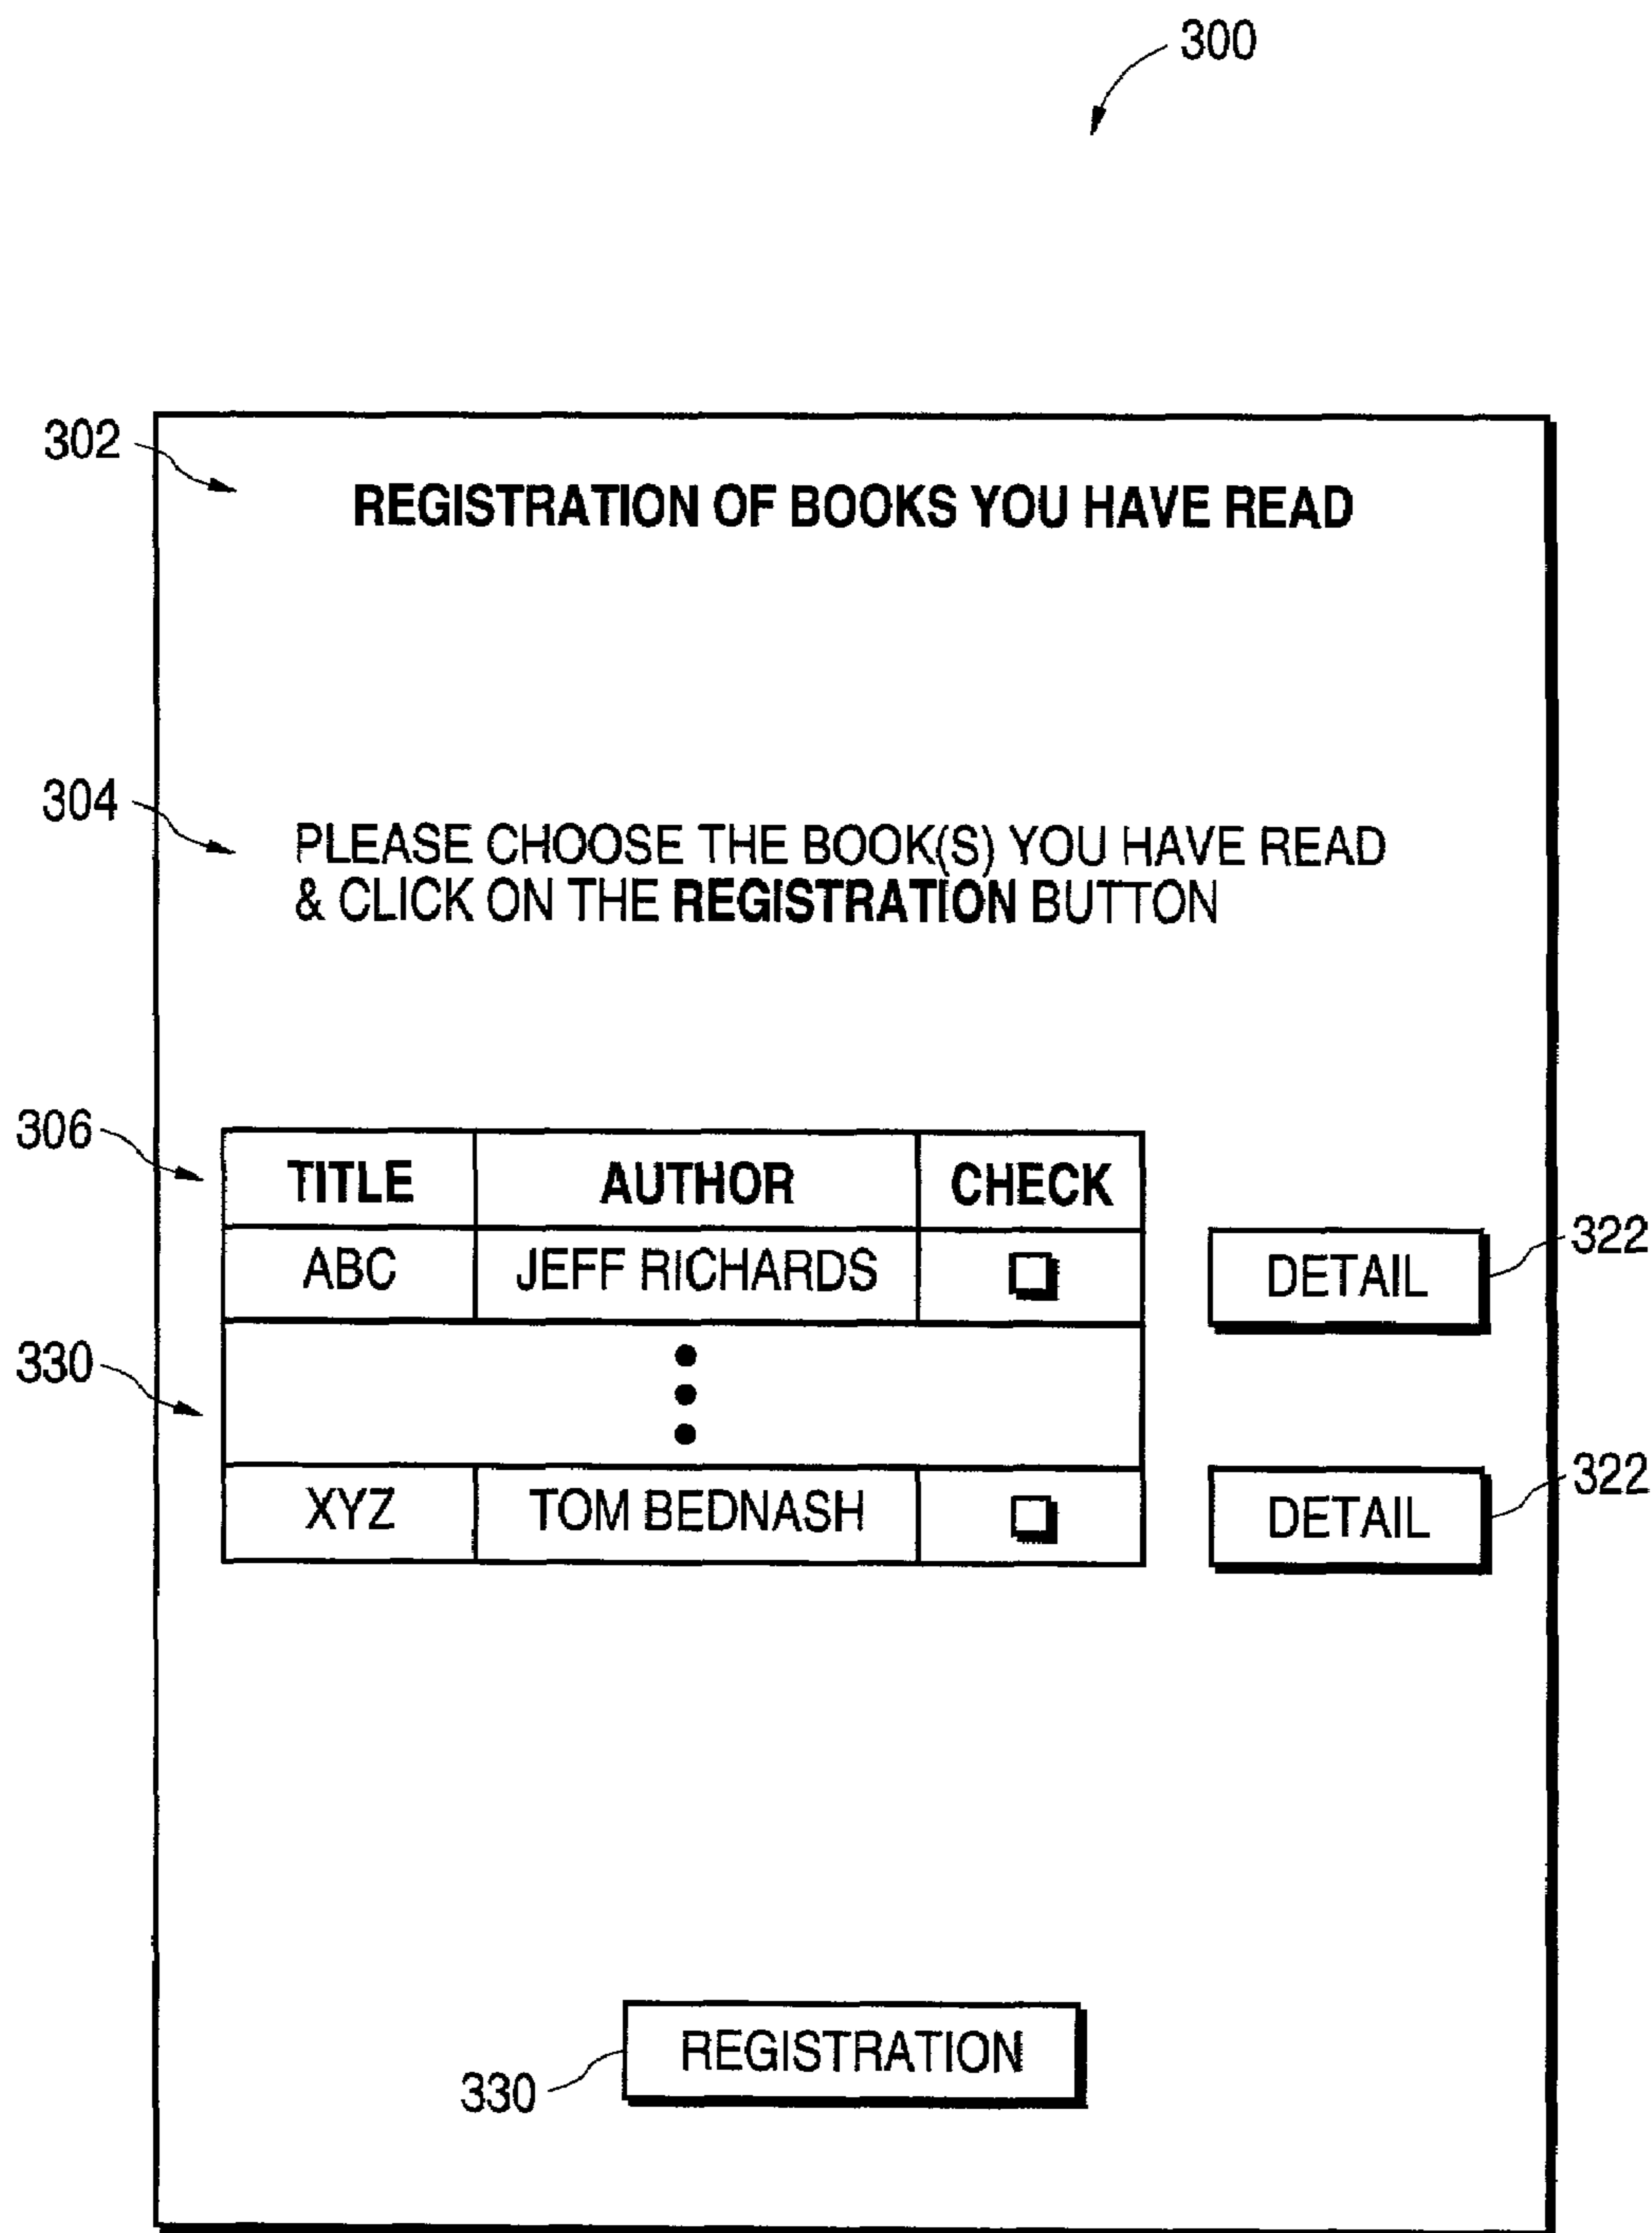 300
302
REGISTRATION OF BOOKS YOU HAVE READ
304
PLEASE CHOOSE THE BOOK(S) YOU HAVE READ
& CLICK ON THE REGISTRATION BUTTON
306
TITLE AUTHOR CHECK
ABC JEFF RICHARDS DETAIL 322
330
XYZ TOM BEDNASH DETAIL 322
REGISTRATION
330